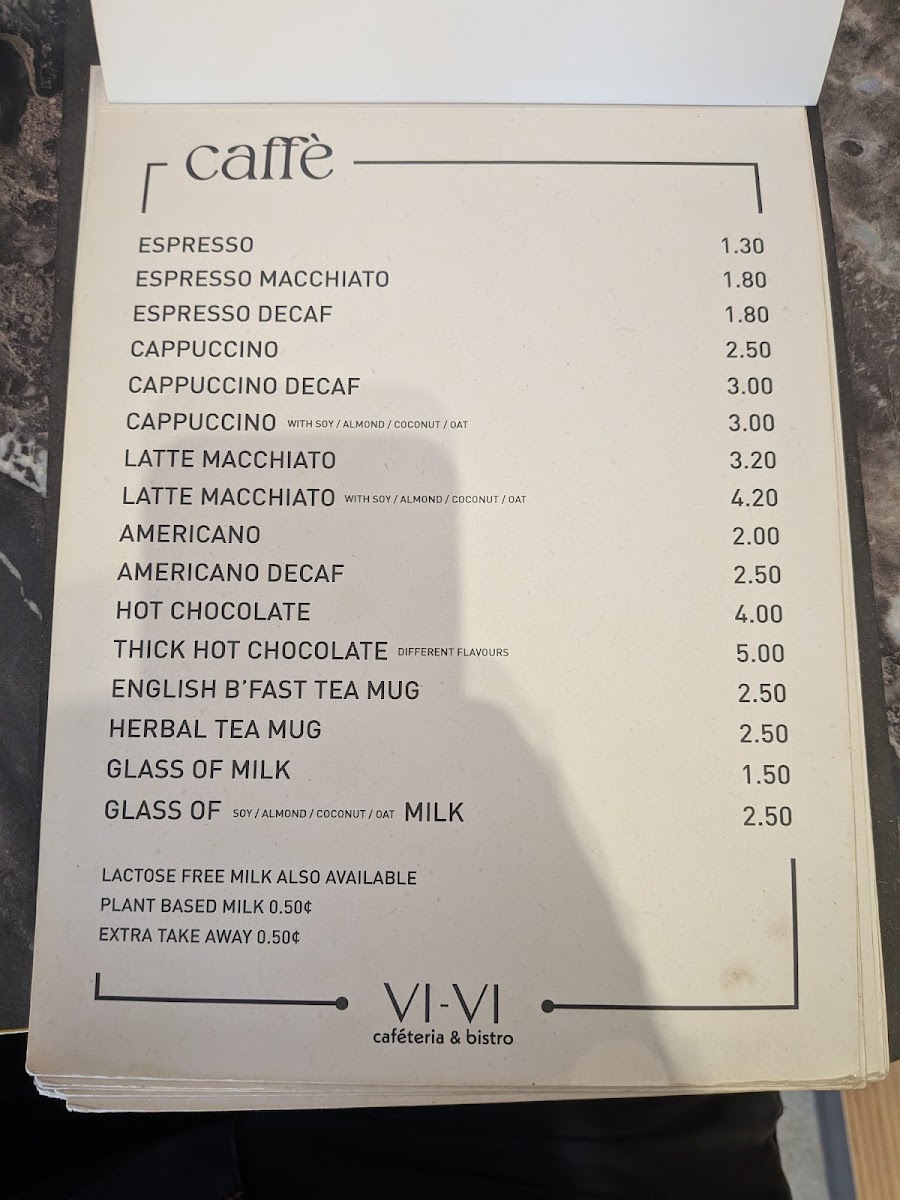 caffè
ESPRESSO 1.30
ESPRESSO MACCHIATO 1.80
ESPRESSO DECAF 1.80
CAPPUCCINO 2.50
CAPPUCCINO DECAF 3.00
CAPPUCCINO WITH SOY / ALMOND / COCONUT / OAT 3.00
LATTE MACCHIATO 3.20
LATTE MACCHIATO WITH SOY / ALMOND / COCONUT / OAT 4.20
AMERICANO 2.00
AMERICANO DECAF 2.50
HOT CHOCOLATE 4.00
THICK HOT CHOCOLATE DIFFERENT FLAVOURS 5.00
ENGLISH B'FAST TEA MUG 2.50
HERBAL TEA MUG 2.50
GLASS OF MILK 1.50
GLASS OF SOY / ALMOND / COCONUT / OAT MILK 2.50
LACTOSE FREE MILK ALSO AVAILABLE
PLANT BASED MILK 0.50¢
EXTRA TAKE AWAY 0.50¢
VI-VI
caféteria & bistro